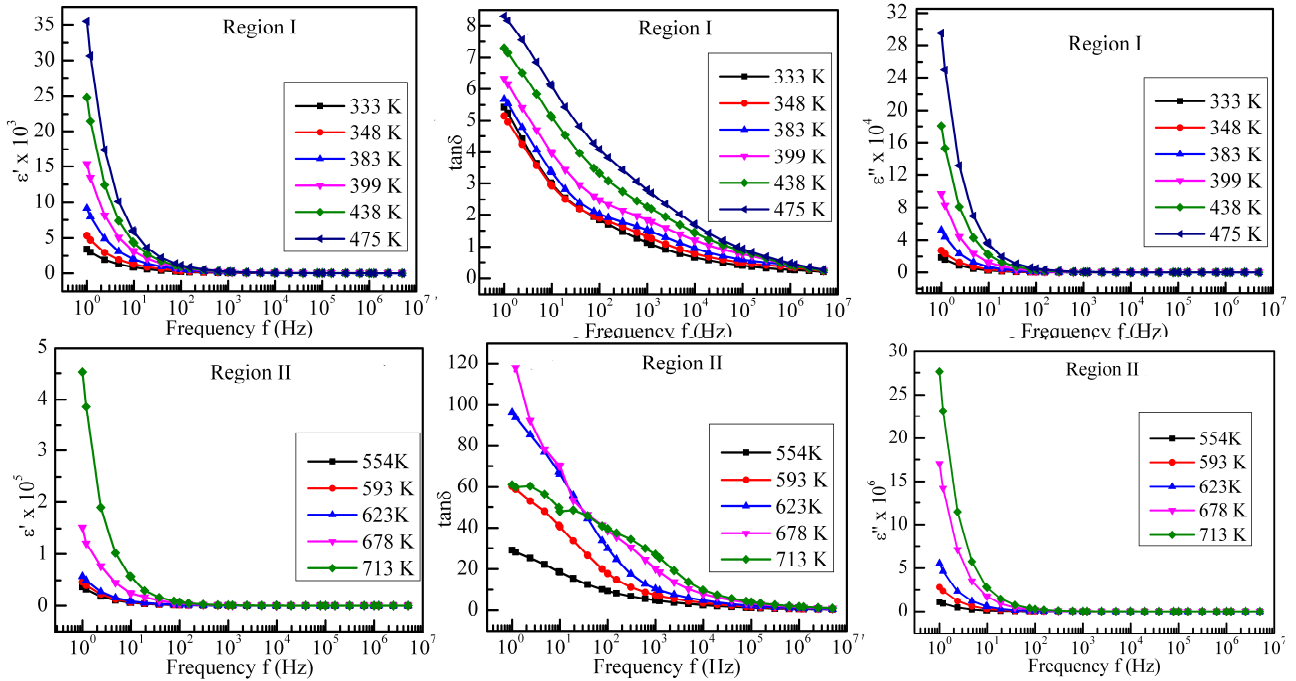 Region I
35
30
25
20
15
10
5
0
ε' x 10³
333 K
348 K
383 K
399 K
438 K
475 K
10⁰ 10¹ 10² 10³ 10⁴ 10⁵ 10⁶ 10⁷
Frequency f (Hz)
Region I
8
7
6
5
4
3
2
1
0
tanδ
333 K
348 K
383 K
399 K
438 K
475 K
10⁰ 10¹ 10² 10³ 10⁴ 10⁵ 10⁶ 10⁷
Frequency f (Hz)
Region I
32
28
24
20
16
12
8
4
0
ε'' x 10⁴
333 K
348 K
383 K
399 K
438 K
475 K
10⁰ 10¹ 10² 10³ 10⁴ 10⁵ 10⁶ 10⁷
Frequency f (Hz)
Region II
5
4
3
2
1
0
ε' x 10⁵
554K
593 K
623K
678 K
713 K
10⁰ 10¹ 10² 10³ 10⁴ 10⁵ 10⁶ 10⁷
Frequency f (Hz)
Region II
120
100
80
60
40
20
0
tanδ
554K
593 K
623K
678 K
713 K
10⁰ 10¹ 10² 10³ 10⁴ 10⁵ 10⁶ 10⁷
Frequency f (Hz)
Region II
30
25
20
15
10
5
0
ε'' x 10⁶
554K
593 K
623K
678 K
713 K
10⁰ 10¹ 10² 10³ 10⁴ 10⁵ 10⁶ 10⁷
Frequency f (Hz)